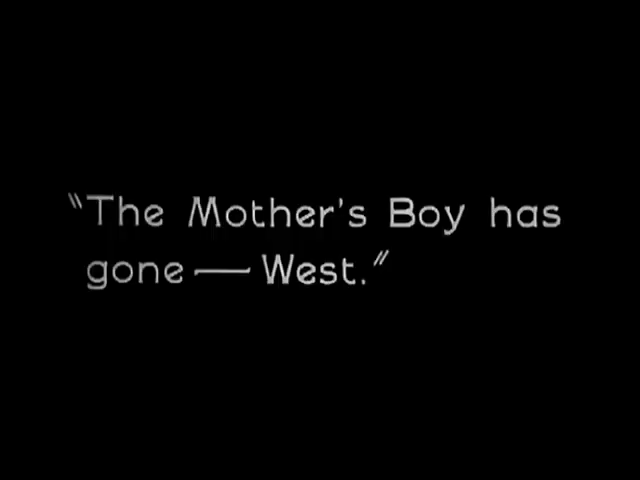 "The Mother's Boy has
gone — West."